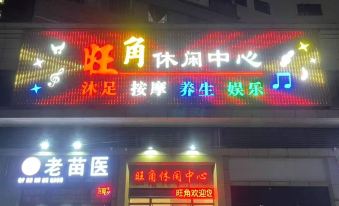 旺角休闲中心
沐足 按摩 养生 娱乐
老苗医
旺角休闲中心
旺角欢迎您